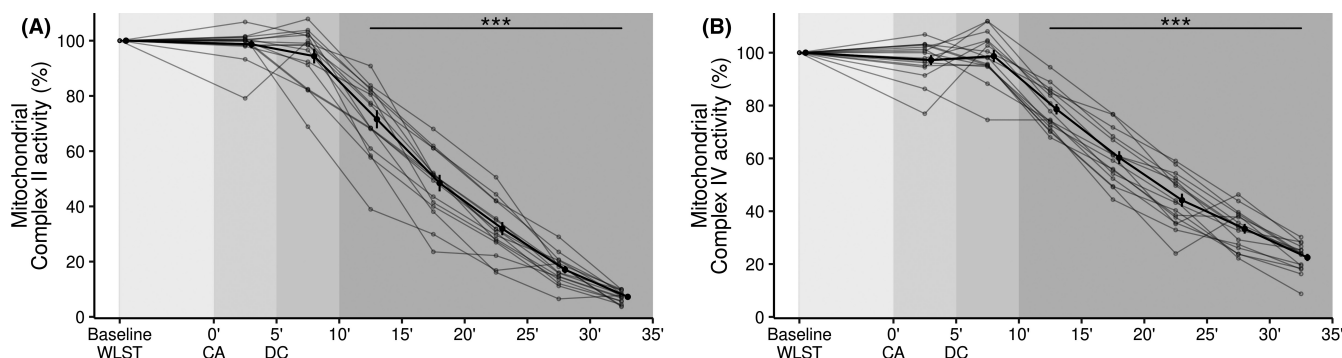 (A)
***
Mitochondrial
Complex II activity (%)
100
80
60
40
20
0
Baseline 0' 5' 10' 15' 20' 25' 30' 35'
WLST CA DC
(B)
***
Mitochondrial
Complex IV activity (%)
100
80
60
40
20
0
Baseline 0' 5' 10' 15' 20' 25' 30' 35'
WLST CA DC